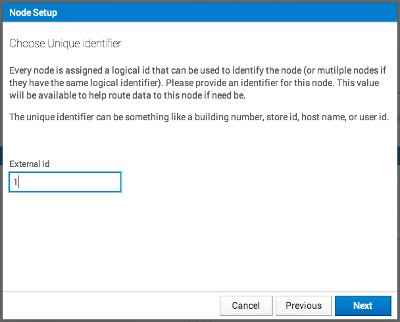 Node Setup
Choose Unique Identifier
Every node is assigned a logical id that can be used to identify the node (or mutilple nodes if
they have the same logical identifier). Please provide an identifier for this node. This value
will be available to help route data to this node if need be.
The unique identifier can be something like a building number, store id, host name, or user id.
External Id
1
Cancel Previous Next